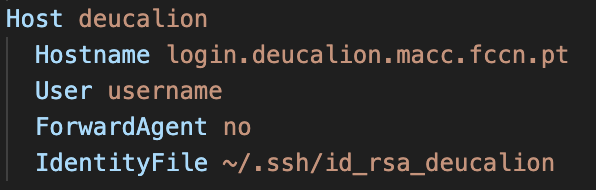 Host deucalion
Hostname login.deucalion.macc.fccn.pt
User username
ForwardAgent no
IdentityFile ~/.ssh/id_rsa_deucalion